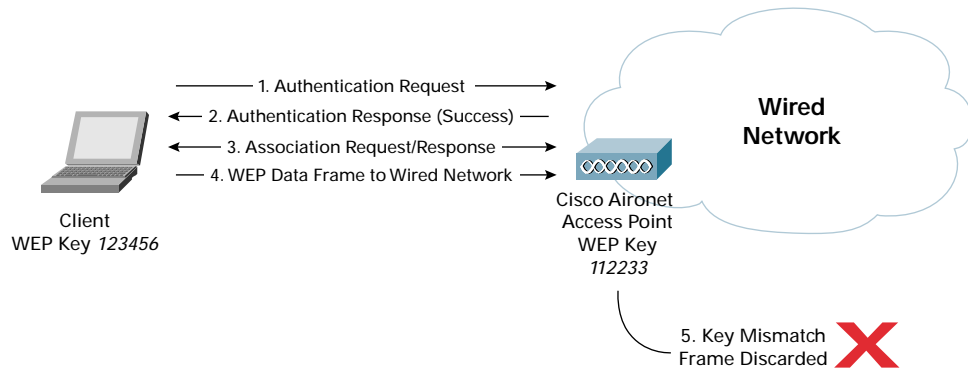 1. Authentication Request
2. Authentication Response (Success)
3. Association Request/Response
4. WEP Data Frame to Wired Network
Wired
Network
Client
WEP Key 123456
Cisco Aironet
Access Point
WEP Key
112233
5. Key Mismatch
Frame Discarded